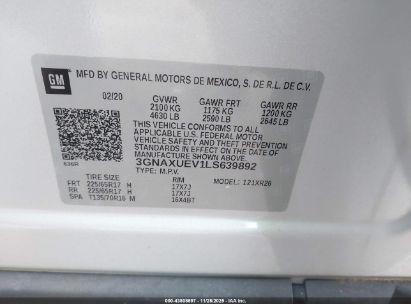 GM
MFD BY GENERAL MOTORS DE MEXICO, S. DE R.L. DE C.V.
02/20 GVWR GAWR FRT GAWR RR
2100 KG 1175 KG 1200 KG
4630 LB 2590 LB 2645 LB
THIS VEHICLE CONFORMS TO ALL
APPLICABLE U.S. FEDERAL MOTOR
VEHICLE SAFETY AND THEFT PREVENTION
STANDARDS IN EFFECT ON THE DATE OF
MANUFACTURE SHOWN ABOVE.
3GNAXUEV1LS639892
TYPE: M.P.V. MODEL: 121XR26
TIRE SIZE RIM
FRT 225/65R17 H 17X7J
RR 225/65R17 H 17X7J
SPA T135/70R16 M 16X4BT